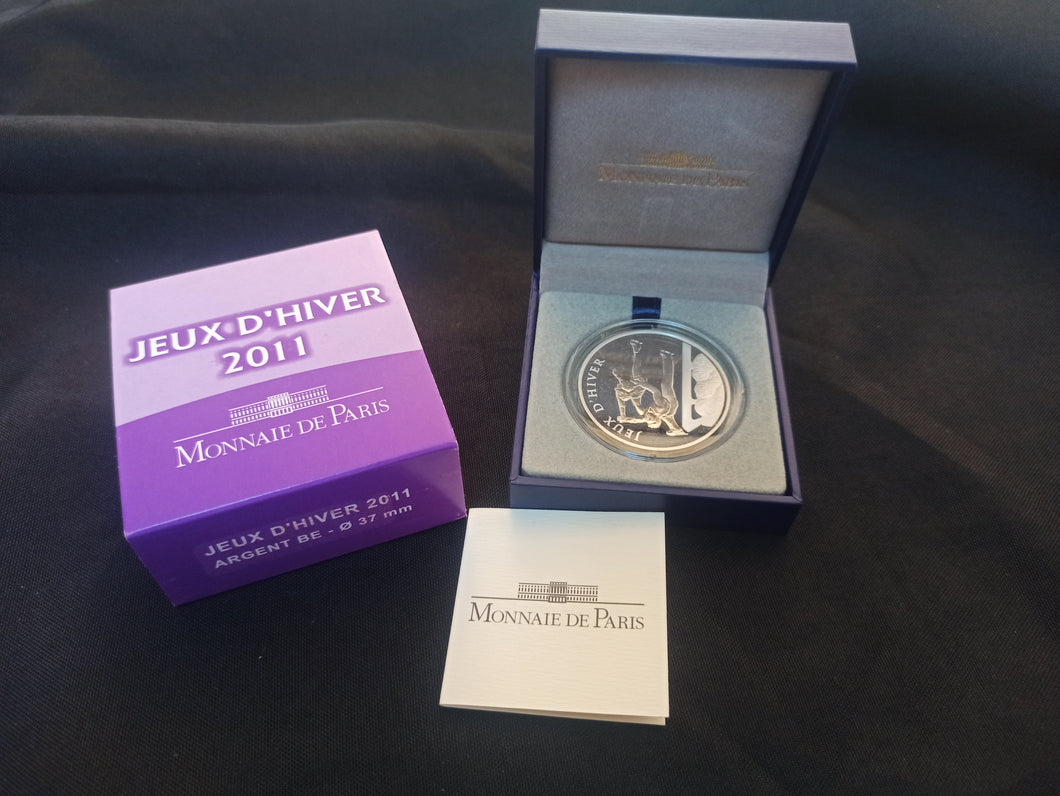 JEUX D'HIVER
2011
MONNAIE DE PARIS
JEUX D'HIVER 2011
ARGENT BE - Ø 37 mm
MONNAIE DE PARIS
JEUX D'HIVER
MONNAIE DE PARIS